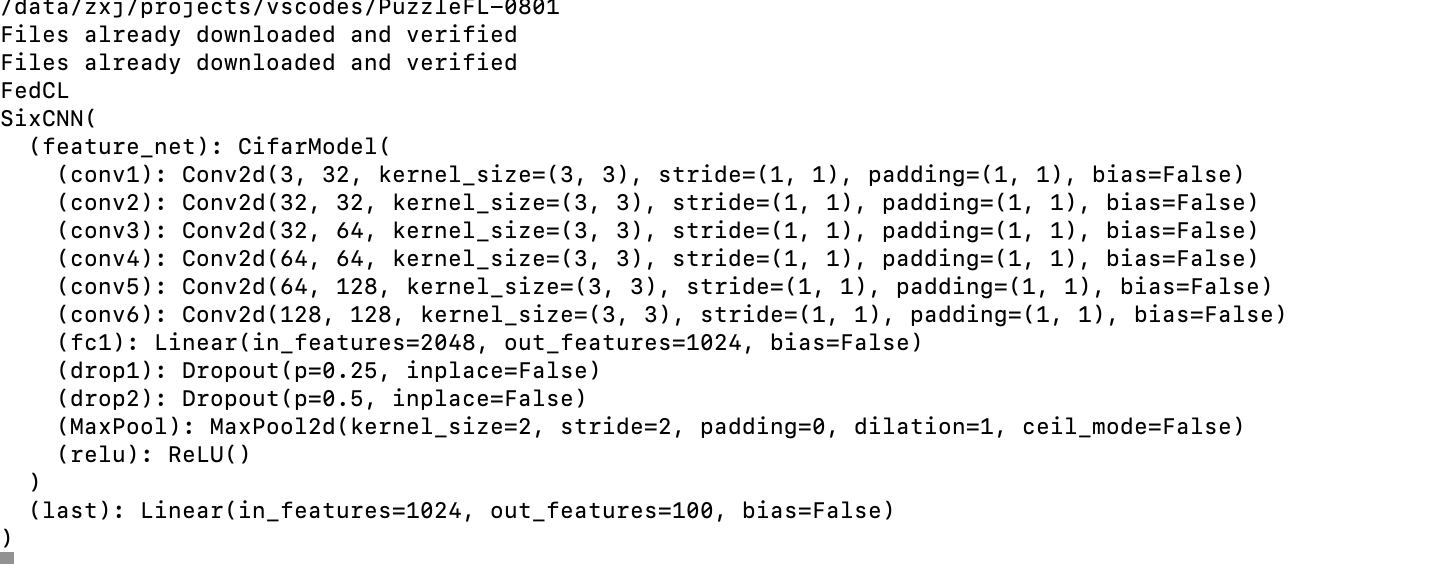 /data/zxj/projects/vscodes/PuzzleFL-0801
Files already downloaded and verified
Files already downloaded and verified
FedCL
SixCNN(
  (feature_net): CifarModel(
    (conv1): Conv2d(3, 32, kernel_size=(3, 3), stride=(1, 1), padding=(1, 1), bias=False)
    (conv2): Conv2d(32, 32, kernel_size=(3, 3), stride=(1, 1), padding=(1, 1), bias=False)
    (conv3): Conv2d(32, 64, kernel_size=(3, 3), stride=(1, 1), padding=(1, 1), bias=False)
    (conv4): Conv2d(64, 64, kernel_size=(3, 3), stride=(1, 1), padding=(1, 1), bias=False)
    (conv5): Conv2d(64, 128, kernel_size=(3, 3), stride=(1, 1), padding=(1, 1), bias=False)
    (conv6): Conv2d(128, 128, kernel_size=(3, 3), stride=(1, 1), padding=(1, 1), bias=False)
    (fc1): Linear(in_features=2048, out_features=1024, bias=False)
    (drop1): Dropout(p=0.25, inplace=False)
    (drop2): Dropout(p=0.5, inplace=False)
    (MaxPool): MaxPool2d(kernel_size=2, stride=2, padding=0, dilation=1, ceil_mode=False)
    (relu): ReLU()
  )
  (last): Linear(in_features=1024, out_features=100, bias=False)
)